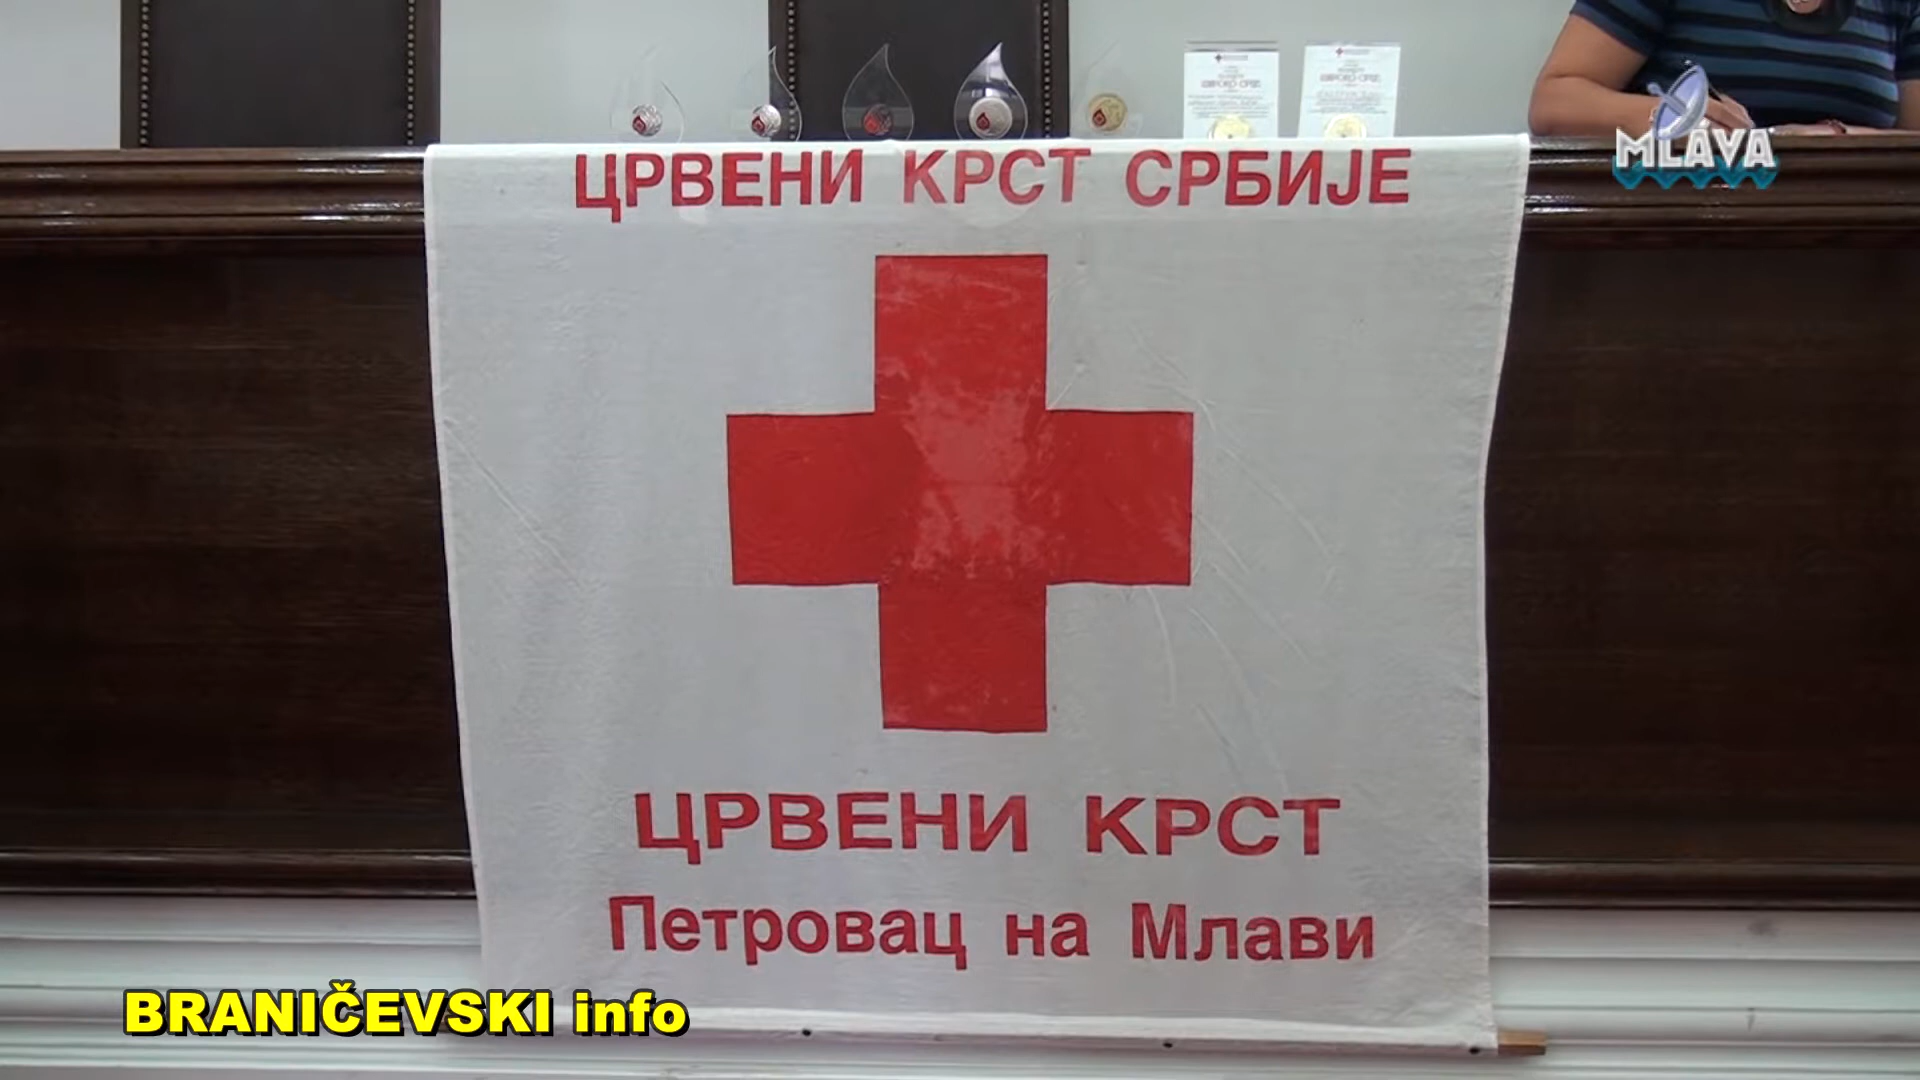 MLAVA
ЦРВЕНИ КРСТ СРБИЈЕ
ЦРВЕНИ КРСТ
Петровац на Млави
BRANIČEVSKI info